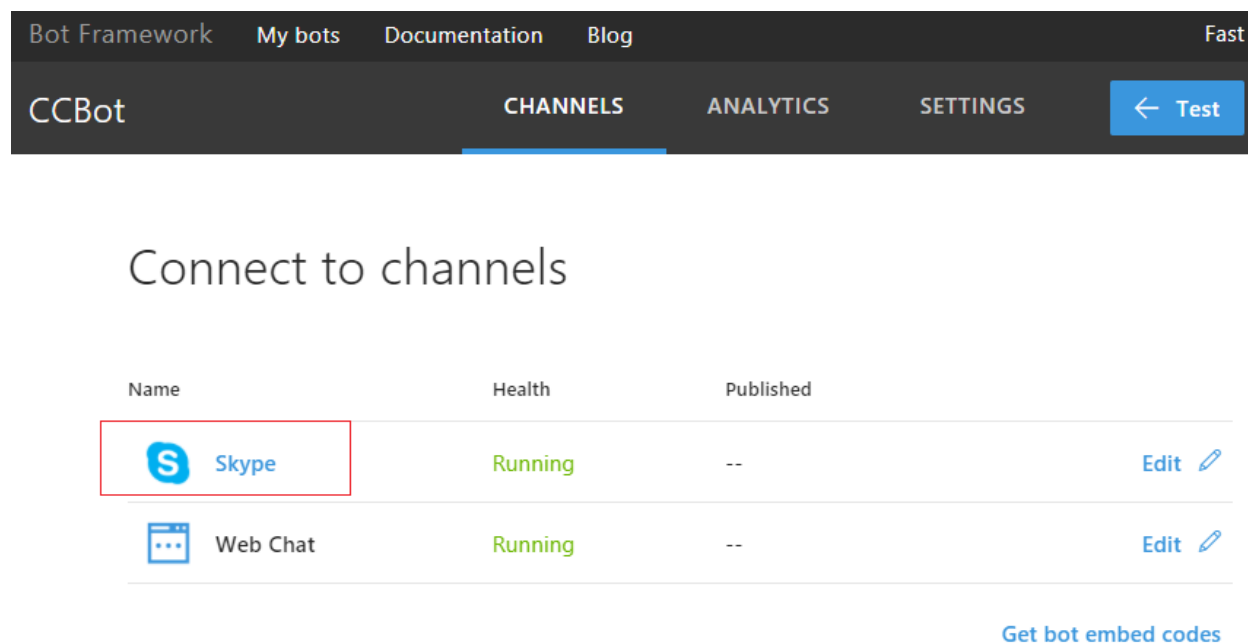 Bot Framework My bots Documentation Blog Fast
CCBot CHANNELS ANALYTICS SETTINGS ← Test
Connect to channels
Name Health Published
Skype Running -- Edit
Web Chat Running -- Edit
Get bot embed codes